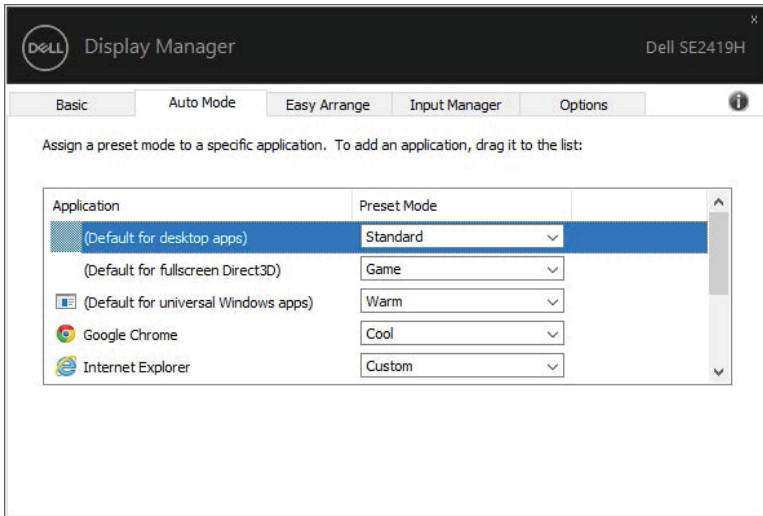 x
DELL Display Manager Dell SE2419H
Basic Auto Mode Easy Arrange Input Manager Options i
Assign a preset mode to a specific application. To add an application, drag it to the list:
Application Preset Mode
(Default for desktop apps) Standard
(Default for fullscreen Direct3D) Game
(Default for universal Windows apps) Warm
Google Chrome Cool
Internet Explorer Custom